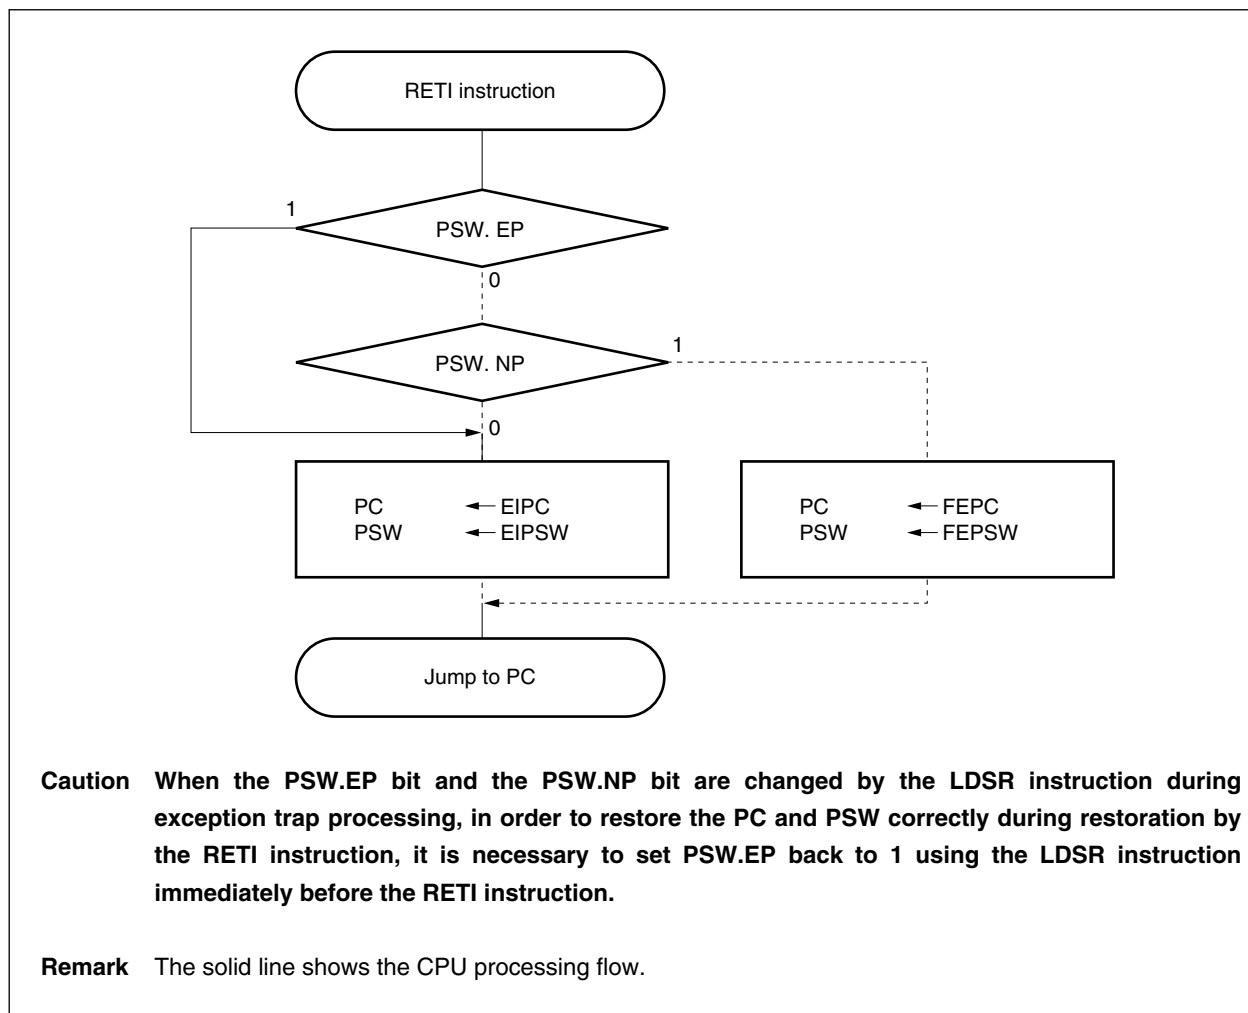 RETI instruction
1
PSW. EP
0
PSW. NP
1
0
PC ← EIPC
PSW ← EIPSW
PC ← FEPC
PSW ← FEPSW
Jump to PC
Caution When the PSW.EP bit and the PSW.NP bit are changed by the LDSR instruction during
exception trap processing, in order to restore the PC and PSW correctly during restoration by
the RETI instruction, it is necessary to set PSW.EP back to 1 using the LDSR instruction
immediately before the RETI instruction.
Remark The solid line shows the CPU processing flow.